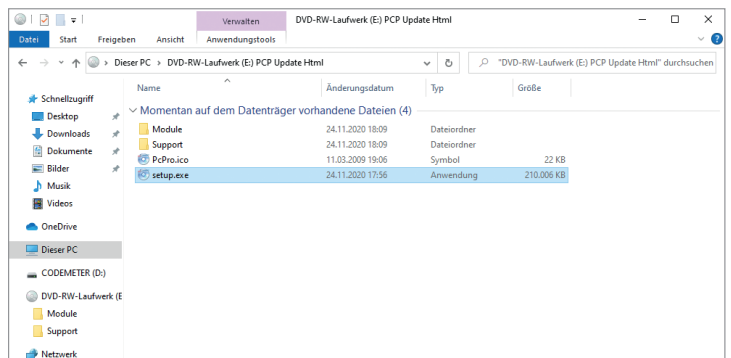 Verwalten DVD-RW-Laufwerk (E:) PCP Update Html
Datei Start Freigeben Ansicht Anwendungstools
Dieser PC > DVD-RW-Laufwerk (E:) PCP Update Html
"DVD-RW-Laufwerk (E:) PCP Update Html" durchsuchen
Name Änderungsdatum Typ Größe
Schnellzugriff
Desktop
Downloads
Dokumente
Bilder
Musik
Videos
OneDrive
Dieser PC
CODEMETER (D:)
DVD-RW-Laufwerk (E
Module
Support
Netzwerk
Momentan auf dem Datenträger vorhandene Dateien (4)
Module 24.11.2020 18:09 Dateiordner
Support 24.11.2020 18:09 Dateiordner
PcPro.ico 11.03.2009 19:06 Symbol 22 KB
setup.exe 24.11.2020 17:56 Anwendung 210.006 KB